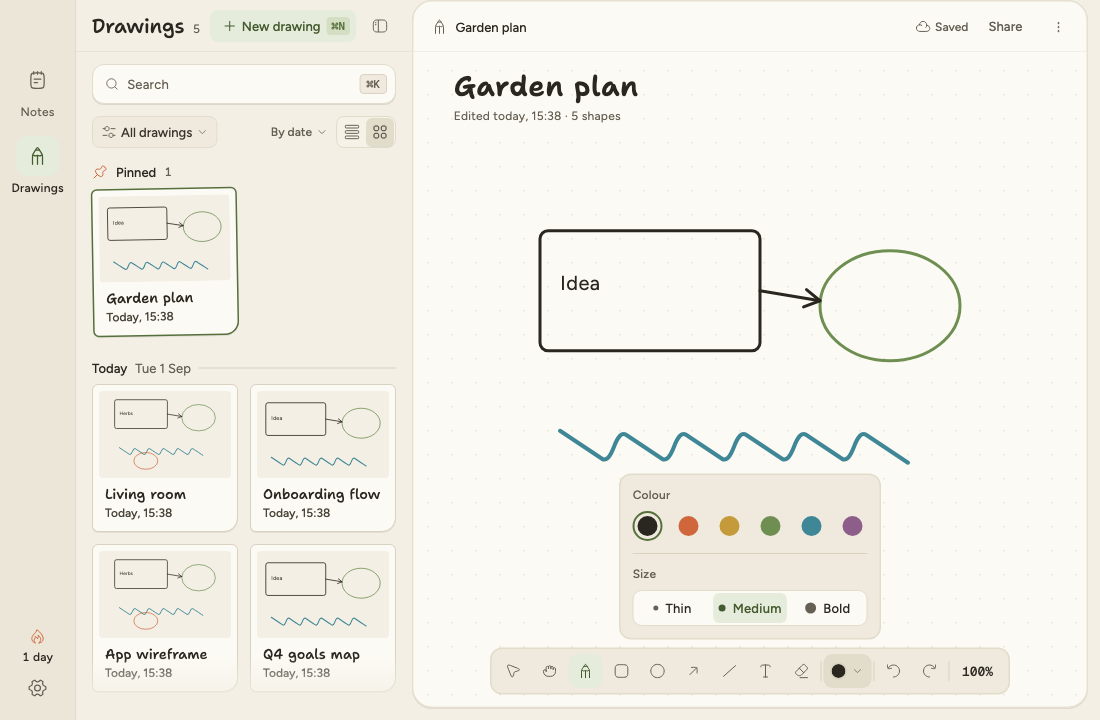 Notes
Drawings
1 day
Drawings 5
+ New drawing ⌘N
Search ⌘K
All drawings
By date
Pinned 1
Idea
Garden plan
Today, 15:38
Today Tue 1 Sep
Herbs
Living room
Today, 15:38
Idea
Onboarding flow
Today, 15:38
Herbs
App wireframe
Today, 15:38
Idea
Q4 goals map
Today, 15:38
Garden plan
Saved
Share
Garden plan
Edited today, 15:38 · 5 shapes
Idea
Colour
Size
Thin
Medium
Bold
100%